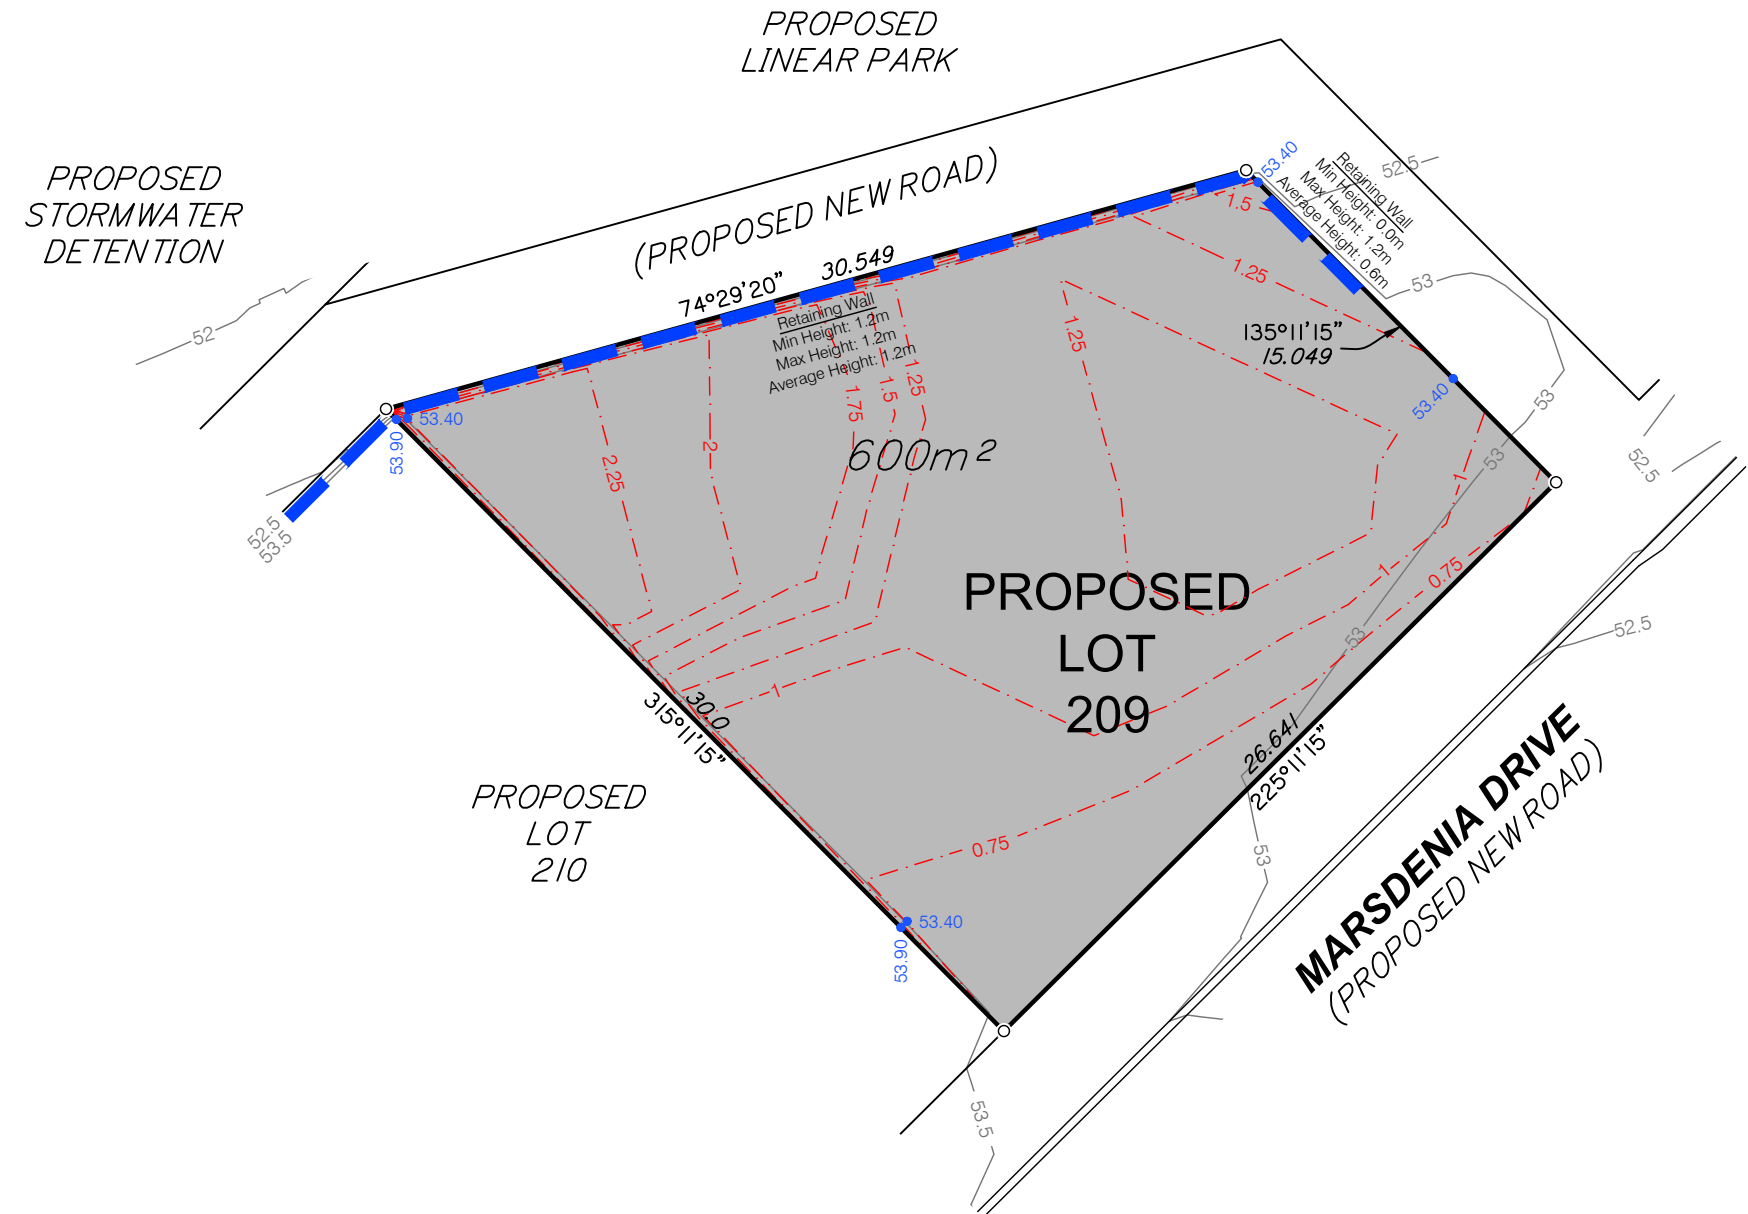 PROPOSED
LINEAR PARK
PROPOSED
STORMWATER
DETENTION
(PROPOSED NEW ROAD)
74°29'20"
30.549
Retaining Wall
Min Height: 1.2m
Max Height: 1.2m
Average Height: 1.2m
53.40
Retaining Wall
Min Height: 0.0m
Max Height: 1.2m
Average Height: 0.6m
52.5
53
135°11'15"
15.049
53.40
53
52.5
52
53.40
53.90
52.5
53.5
2.25
2
1.75
1.5
1.25
1.25
1.25
1.5
600m²
1
53
1
0.75
53
52.5
PROPOSED
LOT
209
1
30.0
315°11'15"
26.641
225°11'15"
0.75
53
PROPOSED
LOT
210
53.40
53.90
MARSDENIA DRIVE
(PROPOSED NEW ROAD)
53.5